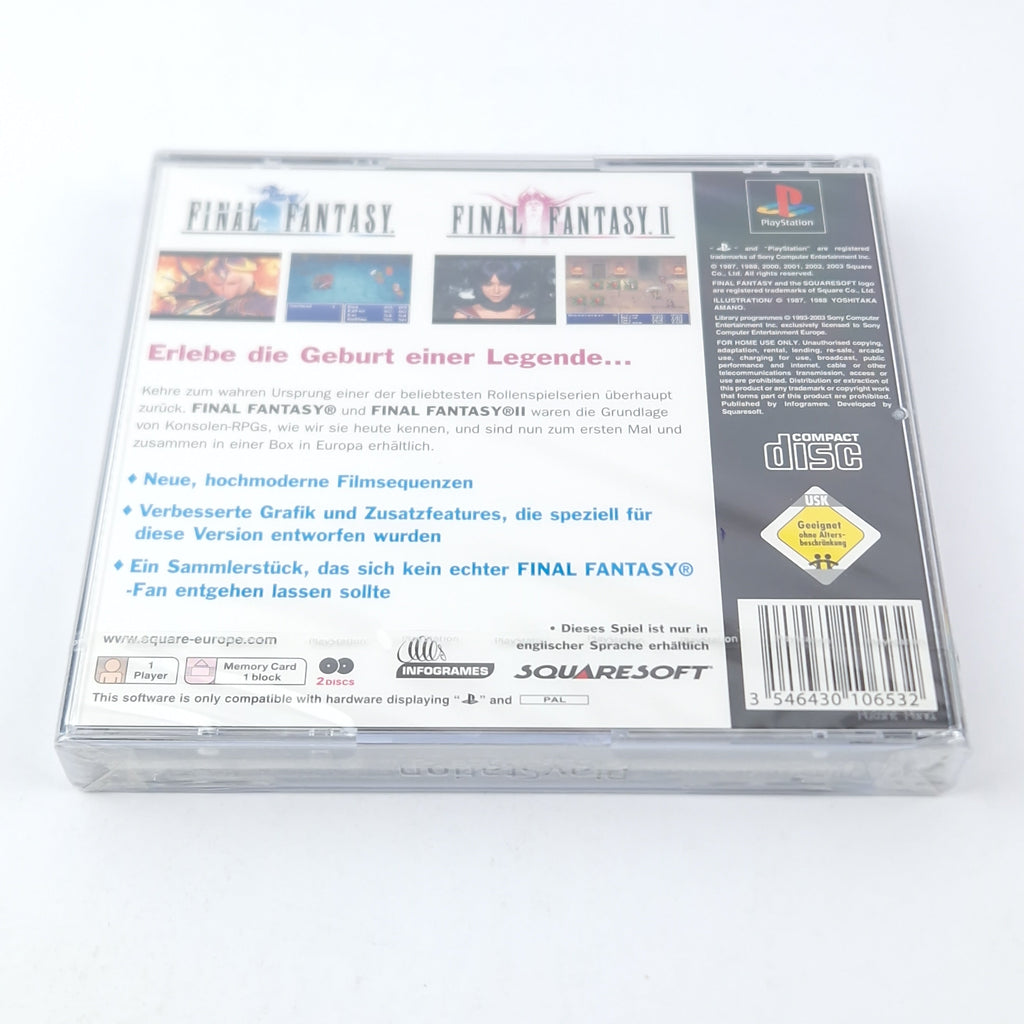 FINAL FANTASY.
FINAL FANTASY. II
Erlebe die Geburt einer Legende...
Kehre zum wahren Ursprung einer der beliebtesten Rollenspielserien überhaupt
zurück. FINAL FANTASY® und FINAL FANTASY®II waren die Grundlage
von Konsolen-RPGs, wie wir sie heute kennen, und sind nun zum ersten Mal und
zusammen in einer Box in Europa erhältlich.
♦ Neue, hochmoderne Filmsequenzen
♦ Verbesserte Grafik und Zusatzfeatures, die speziell für
diese Version entworfen wurden
♦ Ein Sammlerstück, das sich kein echter FINAL FANTASY®
-Fan entgehen lassen sollte
www.square-europe.com
• Dieses Spiel ist nur in
englischer Sprache erhältlich
1
Player
Memory Card
1 block
2 DISCS
INFOGRAMES
SQUARESOFT
This software is only compatible with hardware displaying " " and PAL
PlayStation
" " and "PlayStation" are registered
trademarks of Sony Computer Entertainment Inc.
© 1987, 1988, 2000, 2001, 2002, 2003 Square
Co., Ltd. All rights reserved.
FINAL FANTASY and the SQUARESOFT logo
are registered trademarks of Square Co., Ltd.
ILLUSTRATION/ © 1987, 1988 YOSHITAKA
AMANO.
Library programmes © 1993-2003 Sony Computer
Entertainment Inc. exclusively licensed to Sony
Computer Entertainment Europe.
FOR HOME USE ONLY. Unauthorised copying,
adaptation, rental, lending, re-sale, arcade
use, charging for use, broadcast, public
performance and internet, cable or other
telecommunications transmission, access or
use are prohibited. Distribution or extraction of
this product or any trademark or copyright work
that forms part of this product are prohibited.
Published by Infogrames. Developed by
Squaresoft.
COMPACT
disc
USK
Geeignet
ohne Alters-
beschränkung
3 546430 106532
PlayStation